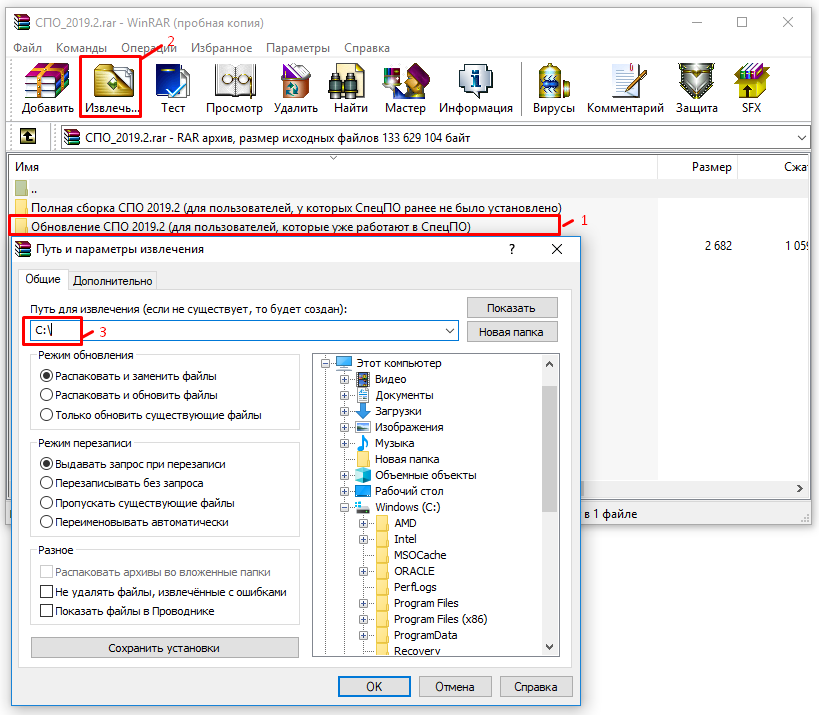 СПО_2019.2.rar - WinRAR (пробная копия)
Файл Команды Операции Избранное Параметры Справка
2
Добавить Извлечь... Тест Просмотр Удалить Найти Мастер Информация Вирусы Комментарий Защита SFX
СПО_2019.2.rar - RAR архив, размер исходных файлов 133 629 104 байт
Имя Размер Сжа
..
Полная сборка СПО 2019.2 (для пользователей, у которых СпецПО ранее не было установлено)
Обновление СПО 2019.2 (для пользователей, которые уже работают в СпецПО) 1
2 682 1 059
Путь и параметры извлечения ?
Общие Дополнительно
Путь для извлечения (если не существует, то будет создан):
Показать
C:\
3
Новая папка
Режим обновления
Распаковать и заменить файлы
Распаковать и обновить файлы
Только обновить существующие файлы
Режим перезаписи
Выдавать запрос при перезаписи
Перезаписывать без запроса
Пропускать существующие файлы
Переименовывать автоматически
Разное
Распаковать архивы во вложенные папки
Не удалять файлы, извлечённые с ошибками
Показать файлы в Проводнике
Сохранить установки
Этот компьютер
Видео
Документы
Загрузки
Изображения
Музыка
Новая папка
Объемные объекты
Рабочий стол
Windows (C:)
AMD
Intel
MSOCache
ORACLE
PerfLogs
Program Files
Program Files (x86)
ProgramData
Recovery
в 1 файле
OK Отмена Справка